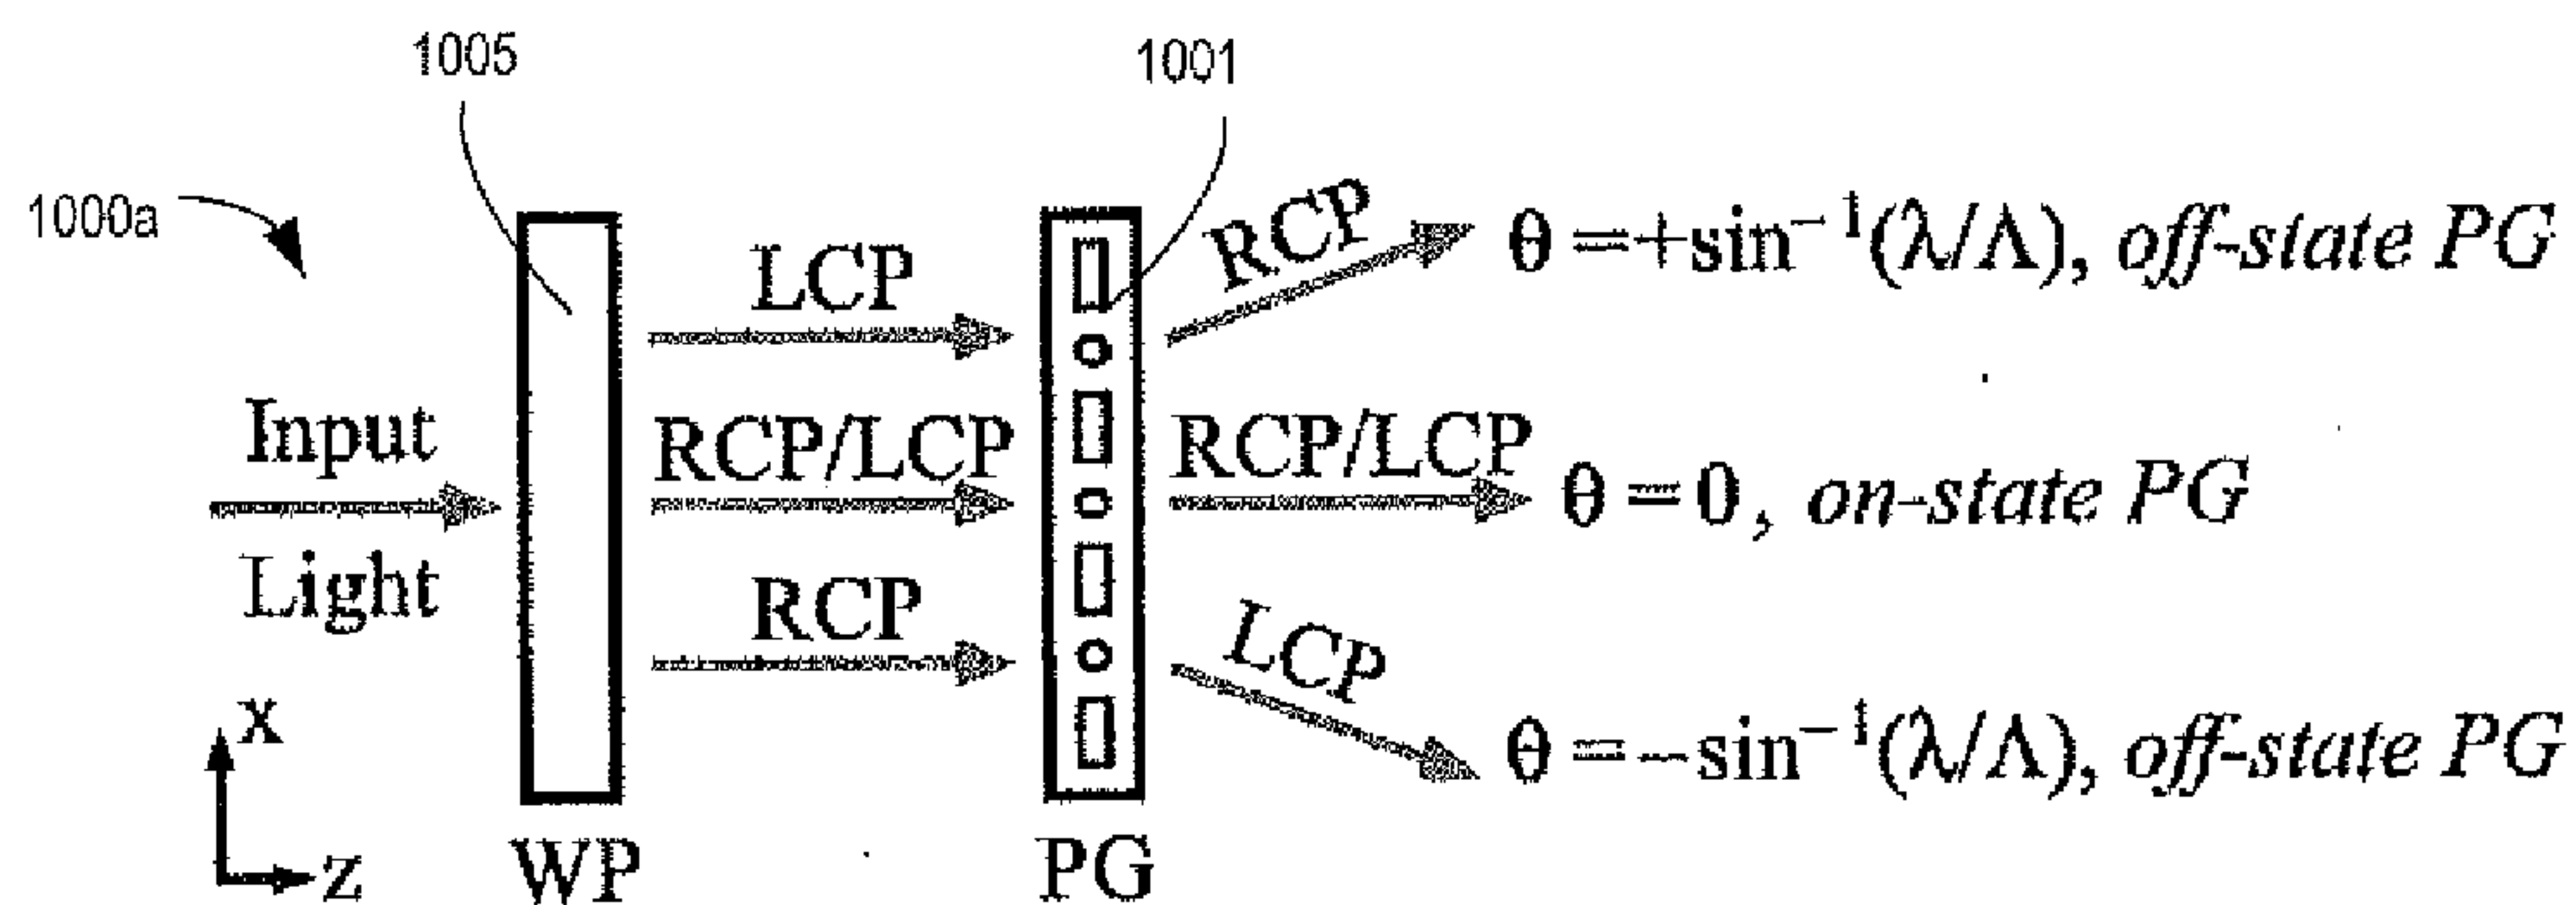 1005
1001
1000a
LCP
RCP
θ =+sin⁻¹(λ/Λ), off-state PG
Input
Light
RCP/LCP
RCP/LCP
θ = 0, on-state PG
RCP
LCP
θ =−sin⁻¹(λ/Λ), off-state PG
X
Z
WP
PG